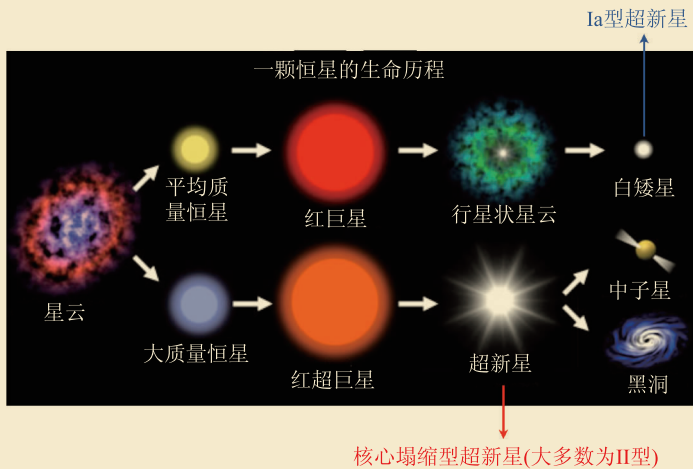 Ia型超新星
一颗恒星的生命历程
平均质
量恒星
红巨星
行星状星云
白矮星
星云
大质量恒星
红超巨星
超新星
中子星
黑洞
核心塌缩型超新星(大多数为II型)